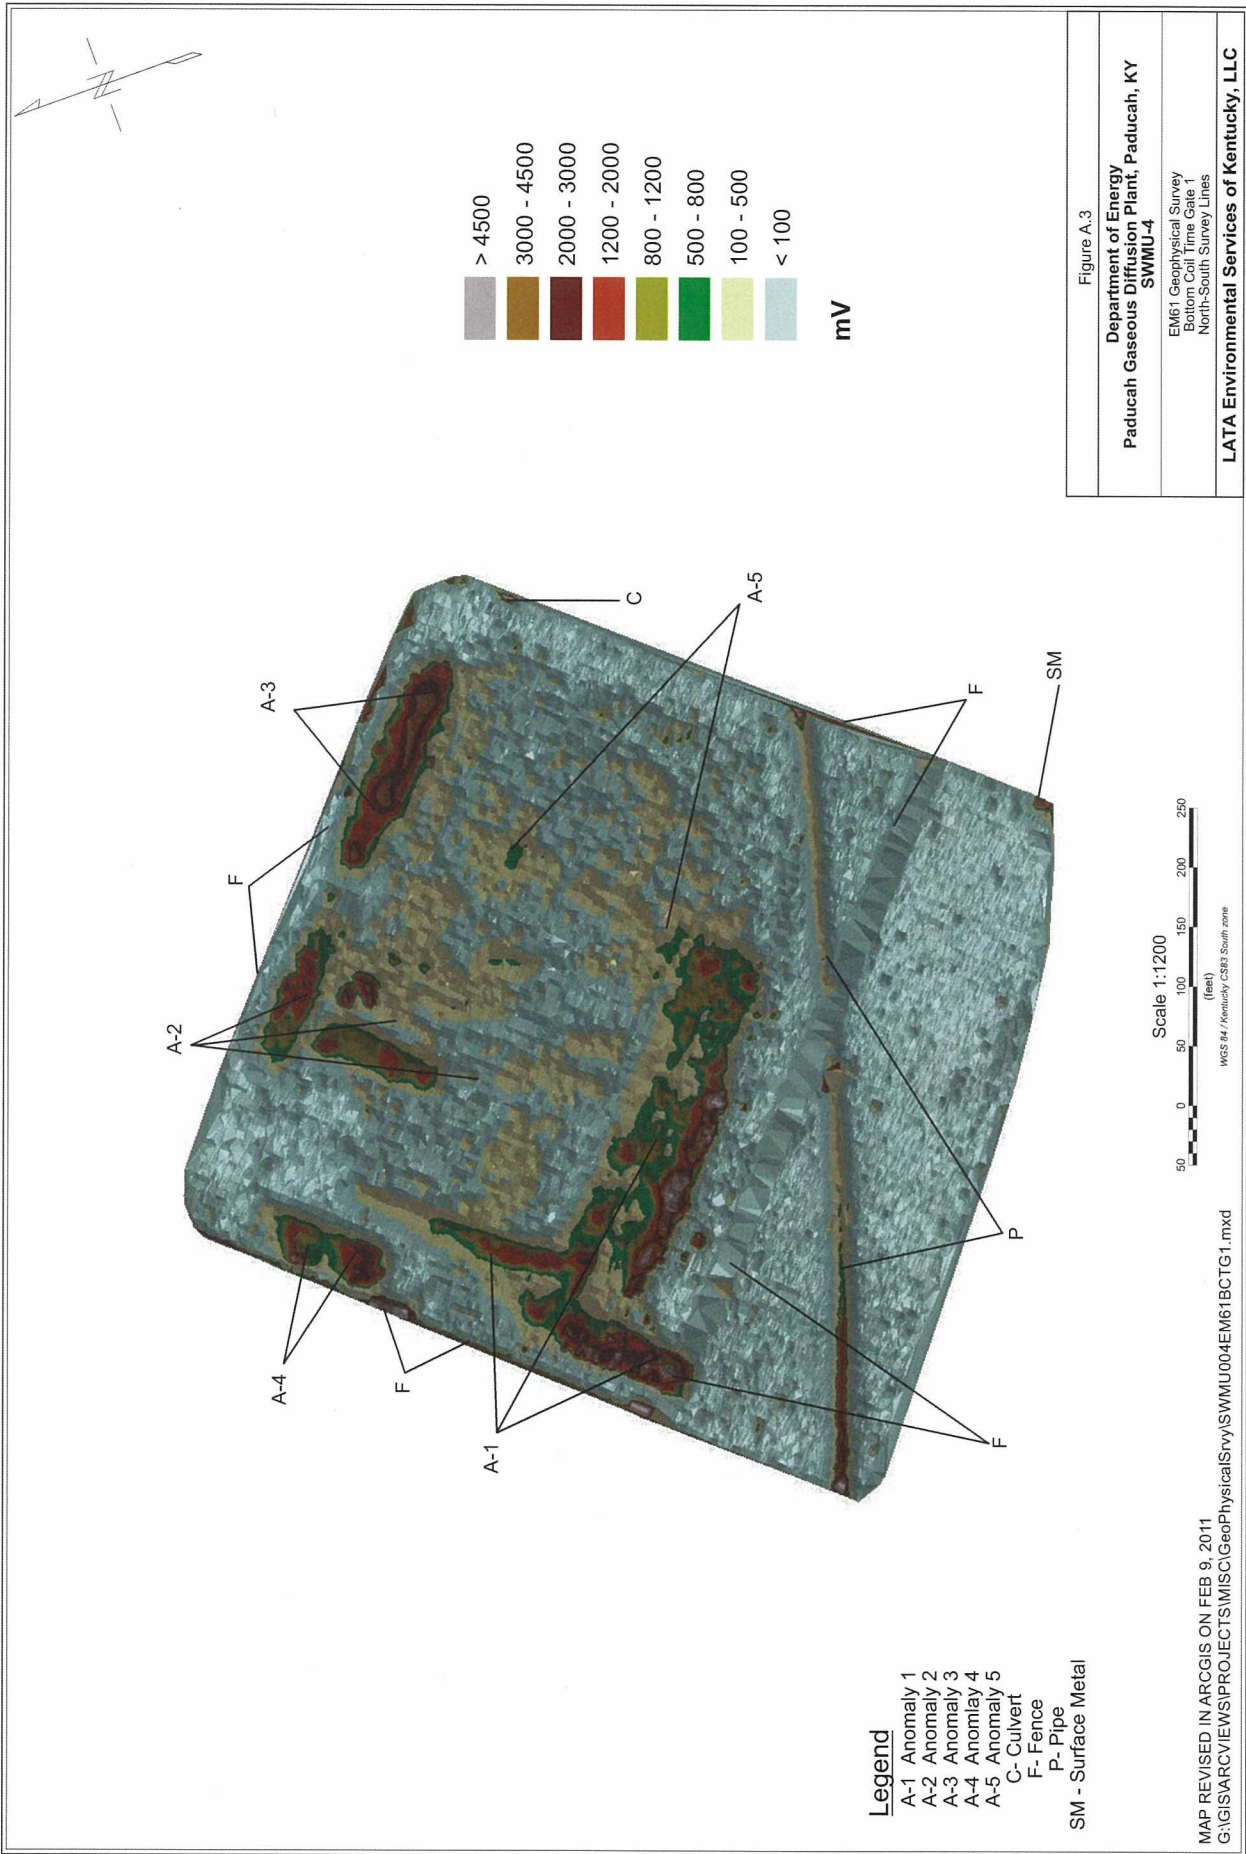 N
A-3
F
A-2
A-4
F
A-1
C
A-5
F
SM
P
F
> 4500
3000 - 4500
2000 - 3000
1200 - 2000
800 - 1200
500 - 800
100 - 500
< 100
mV
Legend
A-1 Anomaly 1
A-2 Anomaly 2
A-3 Anomaly 3
A-4 Anomlay 4
A-5 Anomaly 5
C- Culvert
F- Fence
P- Pipe
SM - Surface Metal
Scale 1:1200
50 0 50 100 150 200 250
(feet)
WGS 84 / Kentucky CS83 South zone
MAP REVISED IN ARCGIS ON FEB 9, 2011
G:\GIS\ARCVIEWS\PROJECTS\MISC\GeoPhysicalSrvy\SWMU004EM61BCTG1.mxd
Figure A.3
Department of Energy
Paducah Gaseous Diffusion Plant, Paducah, KY
SWMU-4
EM61 Geophysical Survey
Bottom Coil Time Gate 1
North-South Survey Lines
LATA Environmental Services of Kentucky, LLC